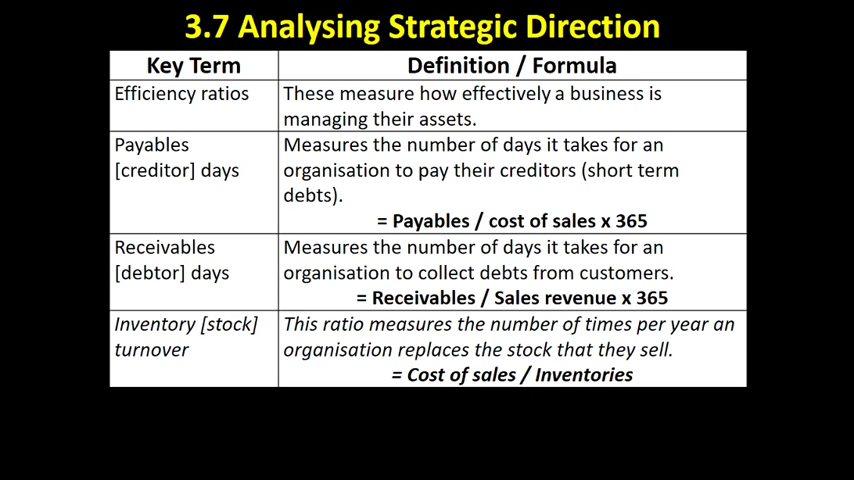 3.7 Analysing Strategic Direction
Key Term
Definition / Formula
Efficiency ratios
These measure how effectively a business is
managing their assets.
Payables
[creditor] days
Measures the number of days it takes for an
organisation to pay their creditors (short term
debts).
= Payables / cost of sales x 365
Receivables
[debtor] days
Measures the number of days it takes for an
organisation to collect debts from customers.
= Receivables / Sales revenue x 365
Inventory [stock]
turnover
This ratio measures the number of times per year an
organisation replaces the stock that they sell.
= Cost of sales / Inventories